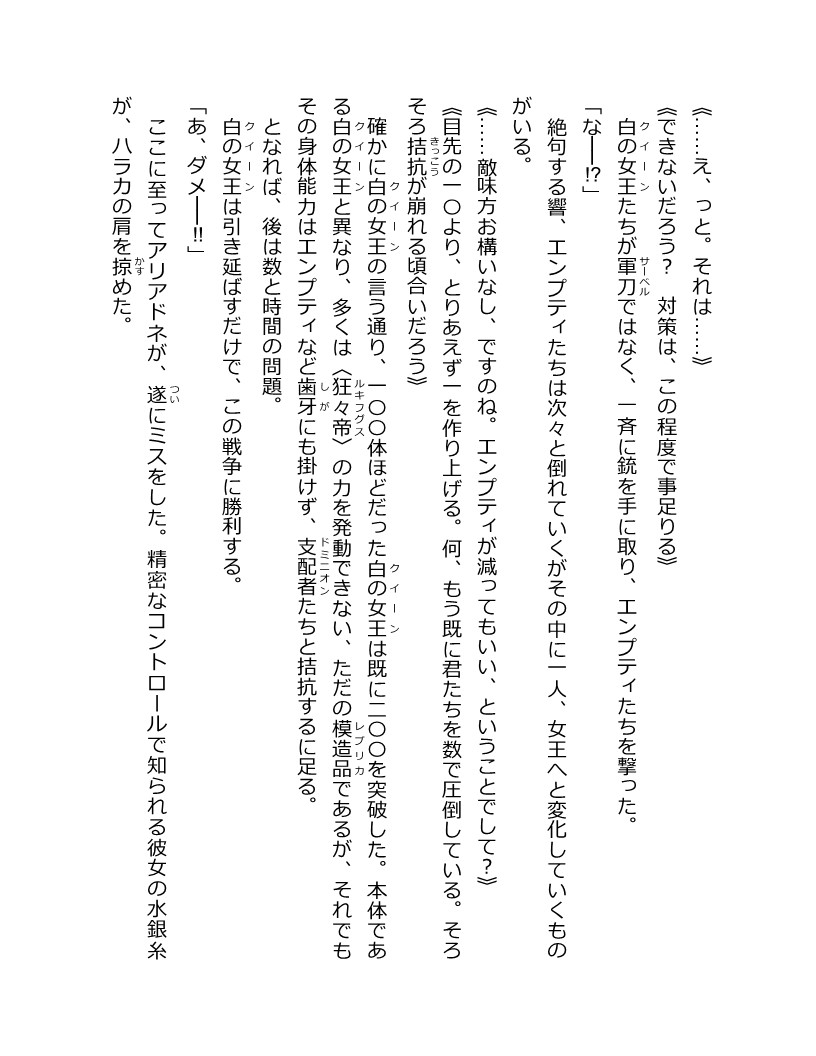 《……え、っと。それは……》
《できないだろう？　対策は、この程度で事足りる》
白の女王たちが軍刀ではなく、一斉に銃を手に取り、エンプティたちを撃った。
「な――!?」
絶句する響、エンプティたちは次々と倒れていくがその中に一人、女王へと変化していくもの
がいる。
《……敵味方お構いなし、ですのね。エンプティが減ってもいい、ということでして？》
《目先の一〇より、とりあえず一を作り上げる。何、もう既に君たちを数で圧倒している。そろ
そろ拮抗が崩れる頃合いだろう》
確かに白の女王の言う通り、一〇〇体ほどだった白の女王は既に二〇〇を突破した。本体であ
る白の女王と異なり、多くは〈狂々帝〉の力を発動できない、ただの模造品であるが、それでも
その身体能力はエンプティなど歯牙にも掛けず、支配者たちと拮抗するに足る。
となれば、後は数と時間の問題。
白の女王は引き延ばすだけで、この戦争に勝利する。
「あ、ダメ――!!」
ここに至ってアリアドネが、遂にミスをした。精密なコントロールで知られる彼女の水銀糸
が、ハラカの肩を掠めた。